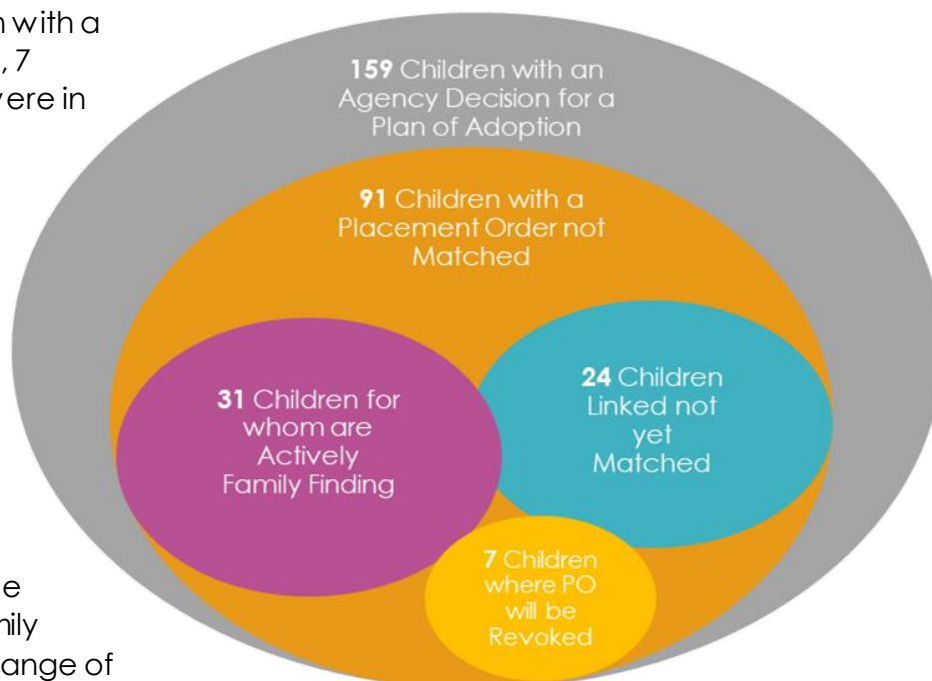 with a
, 7
were in
159 Children with an
Agency Decision for a
Plan of Adoption
91 Children with a
Placement Order not
Matched
31 Children for
whom are
Actively
Family Finding
24 Children
Linked not
yet
Matched
7 Children
where PO
will be
Revoked
ange of